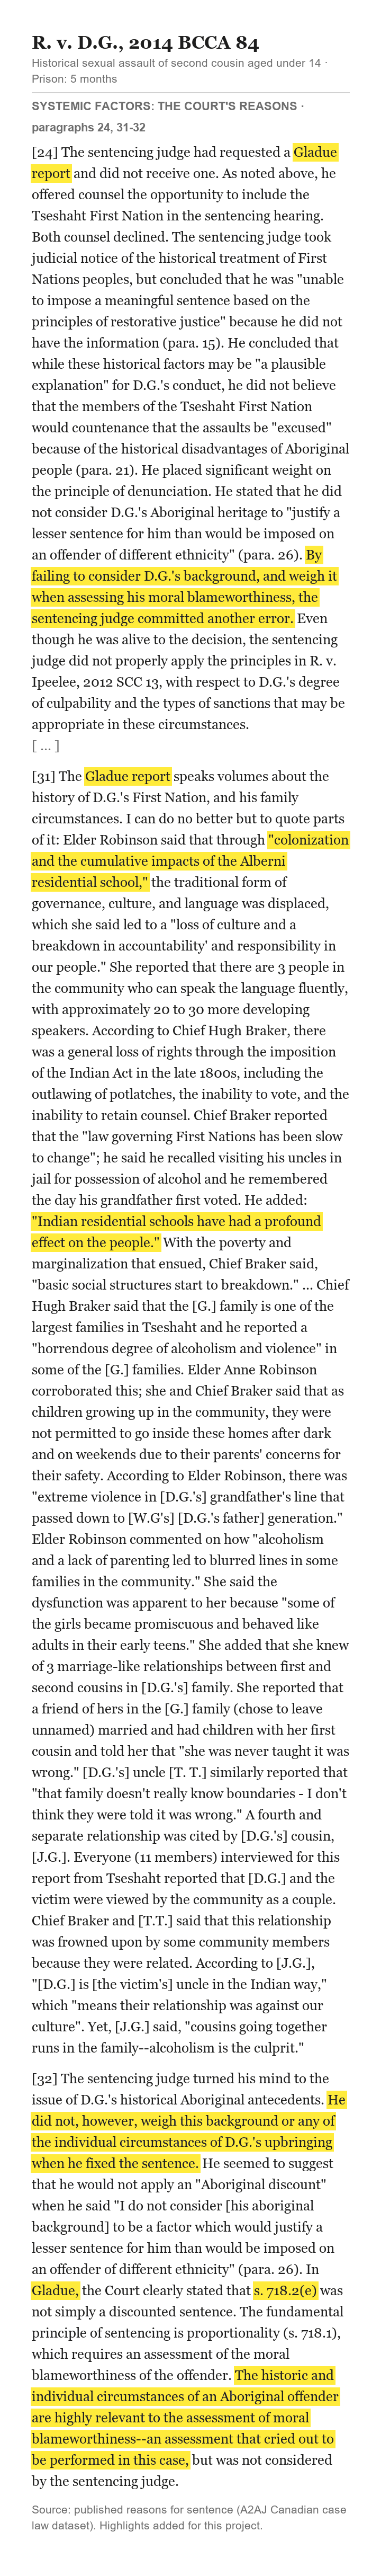 R. v. D.G., 2014 BCCA 84
Historical sexual assault of second cousin aged under 14 ·
Prison: 5 months
SYSTEMIC FACTORS: THE COURT'S REASONS ·
paragraphs 24, 31-32
[24] The sentencing judge had requested a Gladue
report and did not receive one. As noted above, he
offered counsel the opportunity to include the
Tseshaht First Nation in the sentencing hearing.
Both counsel declined. The sentencing judge took
judicial notice of the historical treatment of First
Nations peoples, but concluded that he was "unable
to impose a meaningful sentence based on the
principles of restorative justice" because he did not
have the information (para. 15). He concluded that
while these historical factors may be "a plausible
explanation" for D.G.'s conduct, he did not believe
that the members of the Tseshaht First Nation
would countenance that the assaults be "excused"
because of the historical disadvantages of Aboriginal
people (para. 21). He placed significant weight on
the principle of denunciation. He stated that he did
not consider D.G.'s Aboriginal heritage to "justify a
lesser sentence for him than would be imposed on
an offender of different ethnicity" (para. 26). By
failing to consider D.G.'s background, and weigh it
when assessing his moral blameworthiness, the
sentencing judge committed another error. Even
though he was alive to the decision, the sentencing
judge did not properly apply the principles in R. v.
Ipeelee, 2012 SCC 13, with respect to D.G.'s degree
of culpability and the types of sanctions that may be
appropriate in these circumstances.
[ ... ]
[31] The Gladue report speaks volumes about the
history of D.G.'s First Nation, and his family
circumstances. I can do no better but to quote parts
of it: Elder Robinson said that through "colonization
and the cumulative impacts of the Alberni
residential school," the traditional form of
governance, culture, and language was displaced,
which she said led to a "loss of culture and a
breakdown in accountability' and responsibility in
our people." She reported that there are 3 people in
the community who can speak the language fluently,
with approximately 20 to 30 more developing
speakers. According to Chief Hugh Braker, there
was a general loss of rights through the imposition
of the Indian Act in the late 1800s, including the
outlawing of potlatches, the inability to vote, and the
inability to retain counsel. Chief Braker reported
that the "law governing First Nations has been slow
to change"; he said he recalled visiting his uncles in
jail for possession of alcohol and he remembered
the day his grandfather first voted. He added:
"Indian residential schools have had a profound
effect on the people." With the poverty and
marginalization that ensued, Chief Braker said,
"basic social structures start to breakdown." ... Chief
Hugh Braker said that the [G.] family is one of the
largest families in Tseshaht and he reported a
"horrendous degree of alcoholism and violence" in
some of the [G.] families. Elder Anne Robinson
corroborated this; she and Chief Braker said that as
children growing up in the community, they were
not permitted to go inside these homes after dark
and on weekends due to their parents' concerns for
their safety. According to Elder Robinson, there was
"extreme violence in [D.G.'s] grandfather's line that
passed down to [W.G's] [D.G.'s father] generation."
Elder Robinson commented on how "alcoholism
and a lack of parenting led to blurred lines in some
families in the community." She said the
dysfunction was apparent to her because "some of
the girls became promiscuous and behaved like
adults in their early teens." She added that she knew
of 3 marriage-like relationships between first and
second cousins in [D.G.'s] family. She reported that
a friend of hers in the [G.] family (chose to leave
unnamed) married and had children with her first
cousin and told her that "she was never taught it was
wrong." [D.G.'s] uncle [T. T.] similarly reported that
"that family doesn't really know boundaries - I don't
think they were told it was wrong." A fourth and
separate relationship was cited by [D.G.'s] cousin,
[J.G.]. Everyone (11 members) interviewed for this
report from Tseshaht reported that [D.G.] and the
victim were viewed by the community as a couple.
Chief Braker and [T.T.] said that this relationship
was frowned upon by some community members
because they were related. According to [J.G.],
"[D.G.] is [the victim's] uncle in the Indian way,"
which "means their relationship was against our
culture". Yet, [J.G.] said, "cousins going together
runs in the family--alcoholism is the culprit."
[32] The sentencing judge turned his mind to the
issue of D.G.'s historical Aboriginal antecedents. He
did not, however, weigh this background or any of
the individual circumstances of D.G.'s upbringing
when he fixed the sentence. He seemed to suggest
that he would not apply an "Aboriginal discount"
when he said "I do not consider [his aboriginal
background] to be a factor which would justify a
lesser sentence for him than would be imposed on
an offender of different ethnicity" (para. 26). In
Gladue, the Court clearly stated that s. 718.2(e) was
not simply a discounted sentence. The fundamental
principle of sentencing is proportionality (s. 718.1),
which requires an assessment of the moral
blameworthiness of the offender. The historic and
individual circumstances of an Aboriginal offender
are highly relevant to the assessment of moral
blameworthiness--an assessment that cried out to
be performed in this case, but was not considered
by the sentencing judge.
Source: published reasons for sentence (A2AJ Canadian case
law dataset). Highlights added for this project.